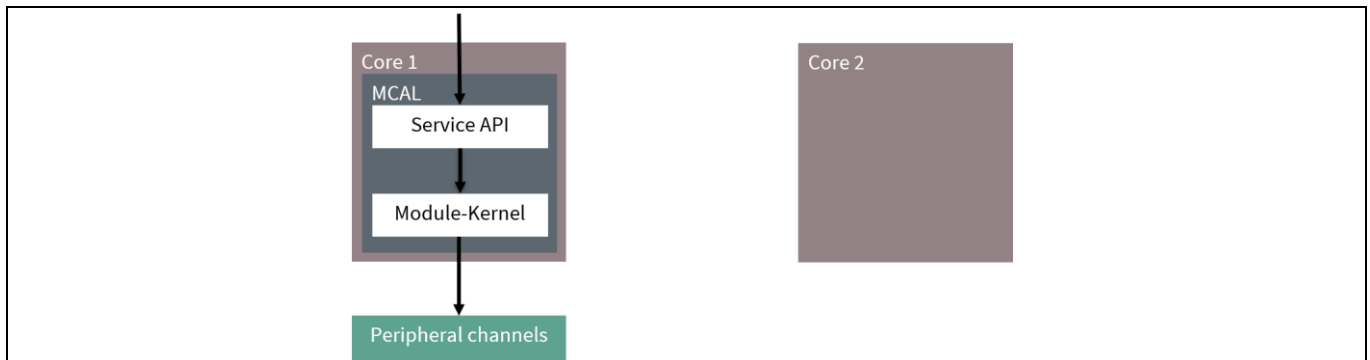 Core 1
MCAL
Service API
Module-Kernel
Peripheral channels
Core 2